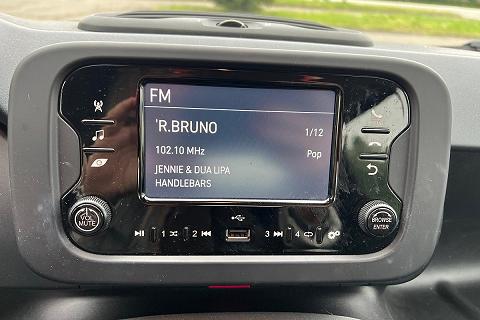 FM
'R.BRUNO
1/12
102.10 MHz
Pop
JENNIE & DUA LIPA
HANDLEBARS
VOL
MUTE
BROWSE
ENTER
1 2 3 4